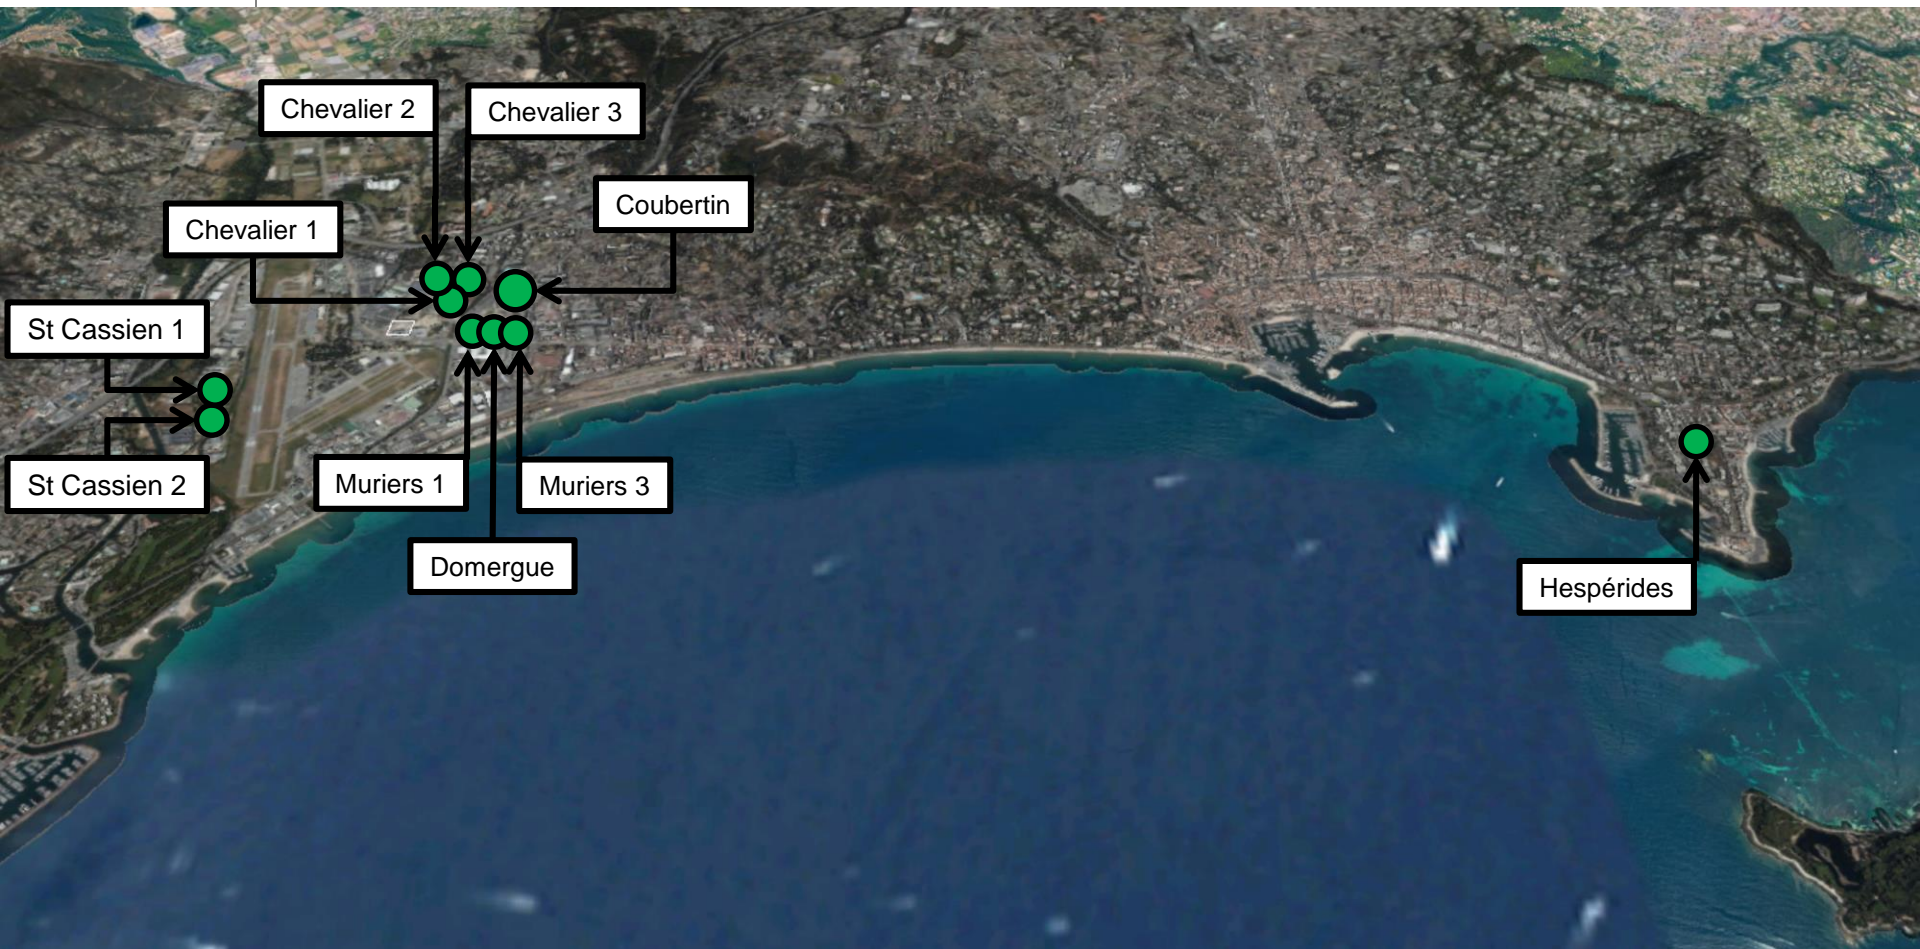 Chevalier 2
Chevalier 3
Coubertin
Chevalier 1
St Cassien 1
St Cassien 2
Muriers 1
Muriers 3
Domergue
Hespérides